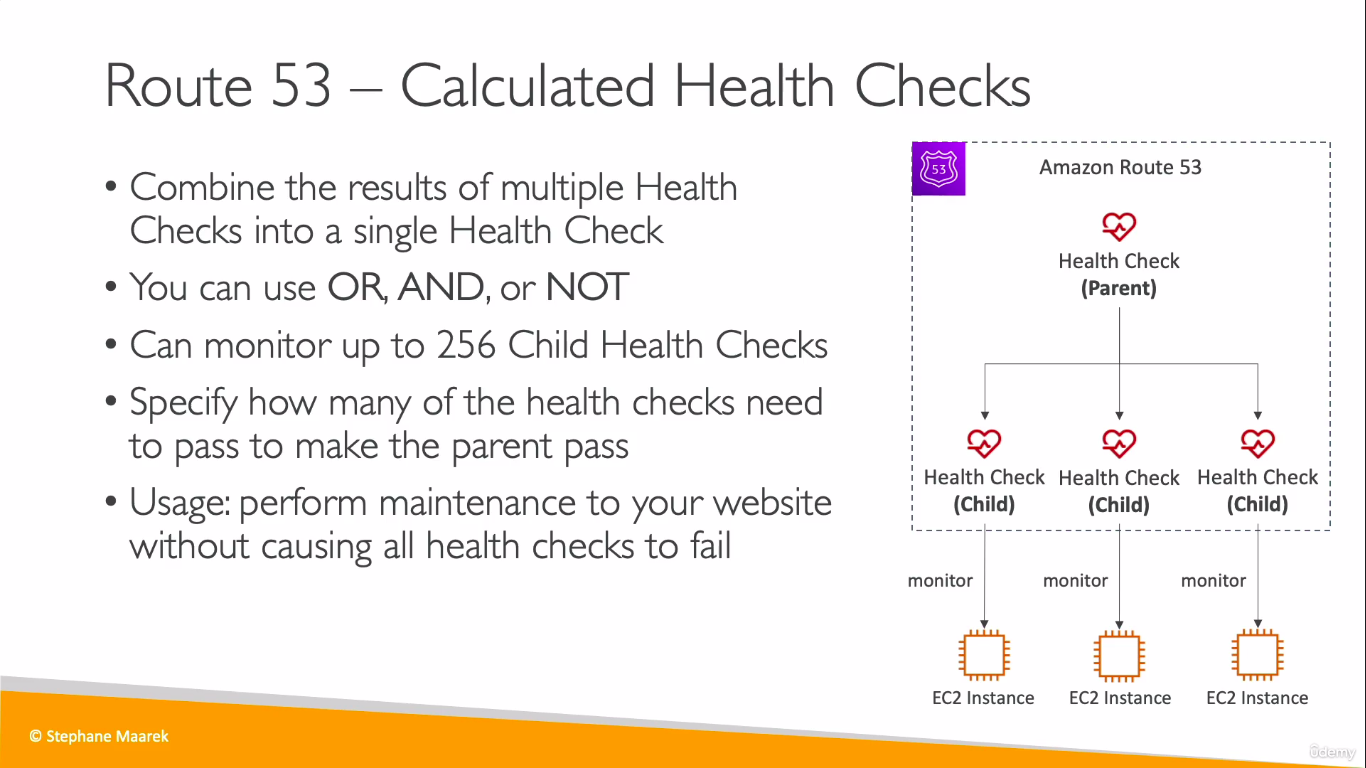 Route 53 – Calculated Health Checks
• Combine the results of multiple Health
Checks into a single Health Check
• You can use OR, AND, or NOT
• Can monitor up to 256 Child Health Checks
• Specify how many of the health checks need
to pass to make the parent pass
• Usage: perform maintenance to your website
without causing all health checks to fail
53
Amazon Route 53
Health Check
(Parent)
Health Check
(Child)
Health Check
(Child)
Health Check
(Child)
monitor
monitor
monitor
EC2 Instance
EC2 Instance
EC2 Instance
© Stephane Maarek
ûdemy